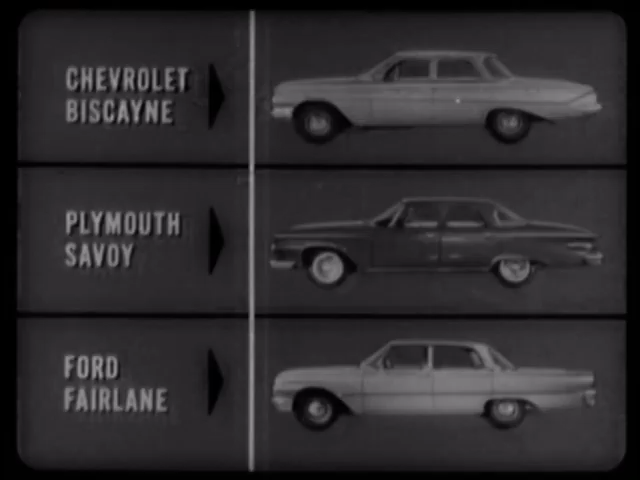 CHEVROLET
BISCAYNE
PLYMOUTH
SAVOY
FORD
FAIRLANE